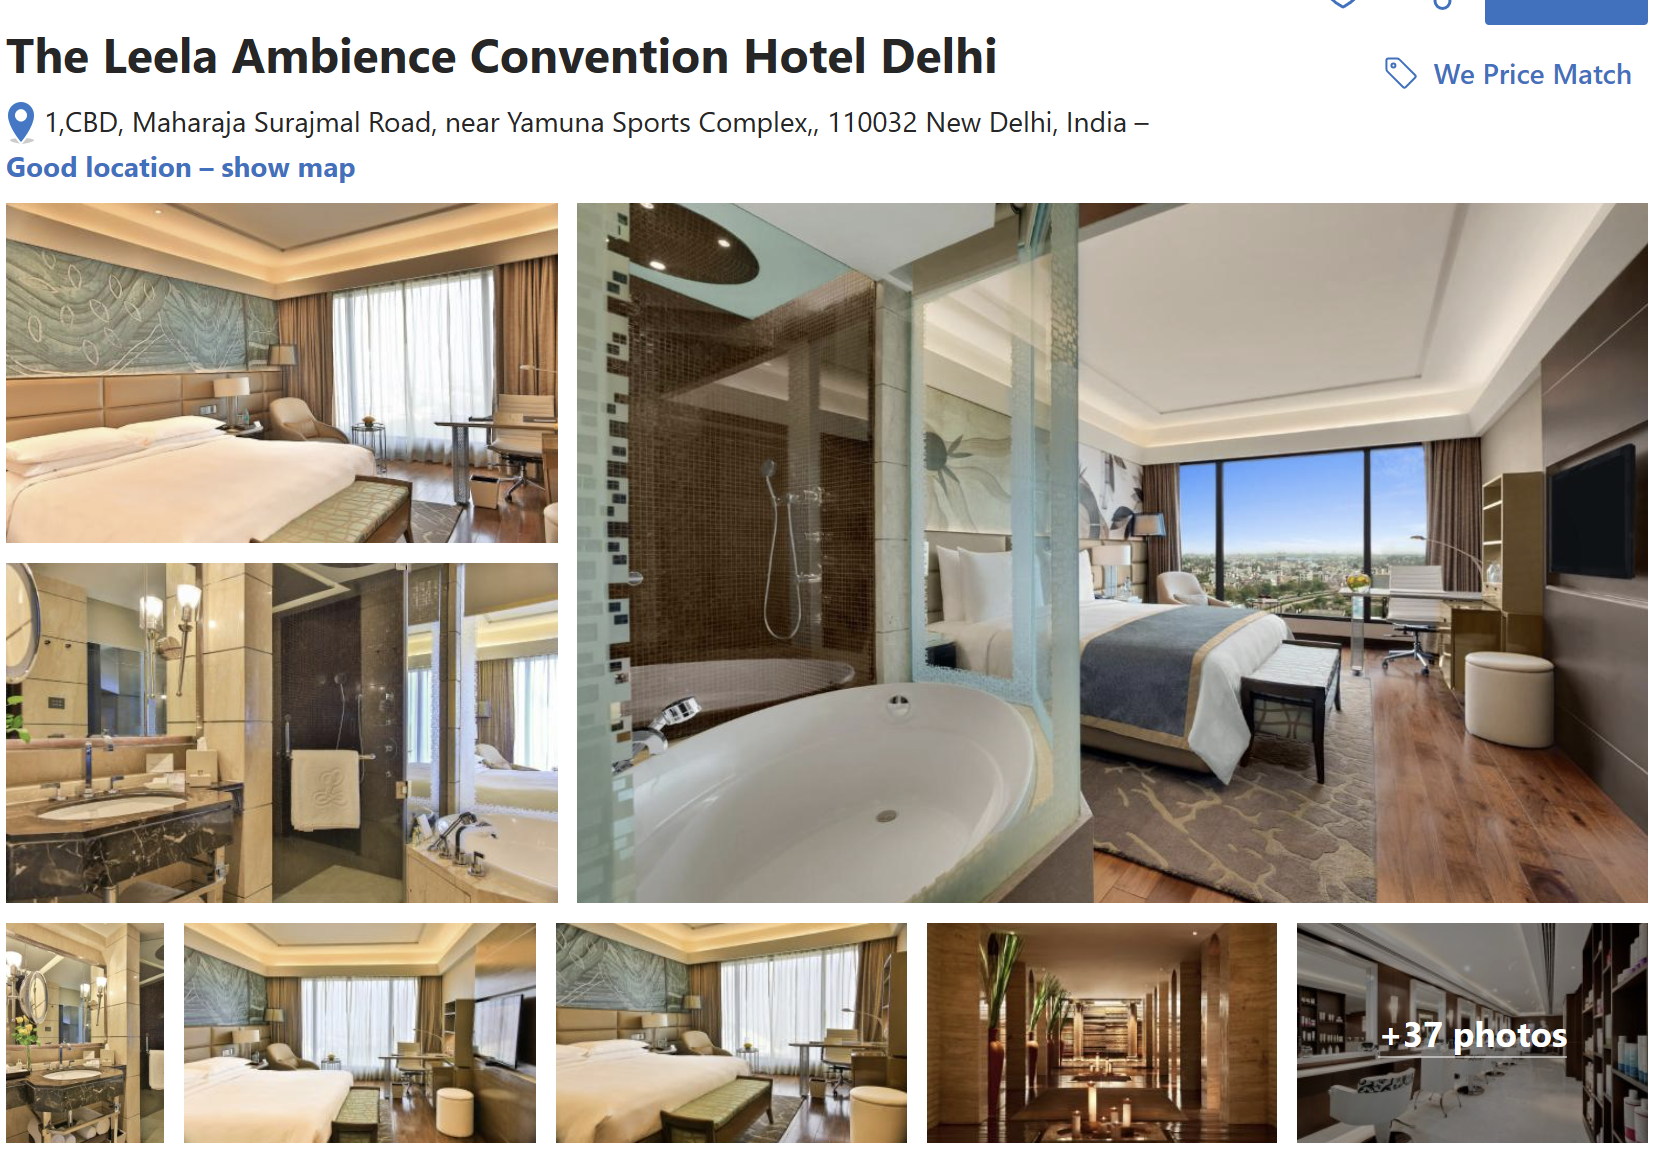 The Leela Ambience Convention Hotel Delhi
We Price Match
1,CBD, Maharaja Surajmal Road, near Yamuna Sports Complex,, 110032 New Delhi, India –
Good location – show map
+37 photos